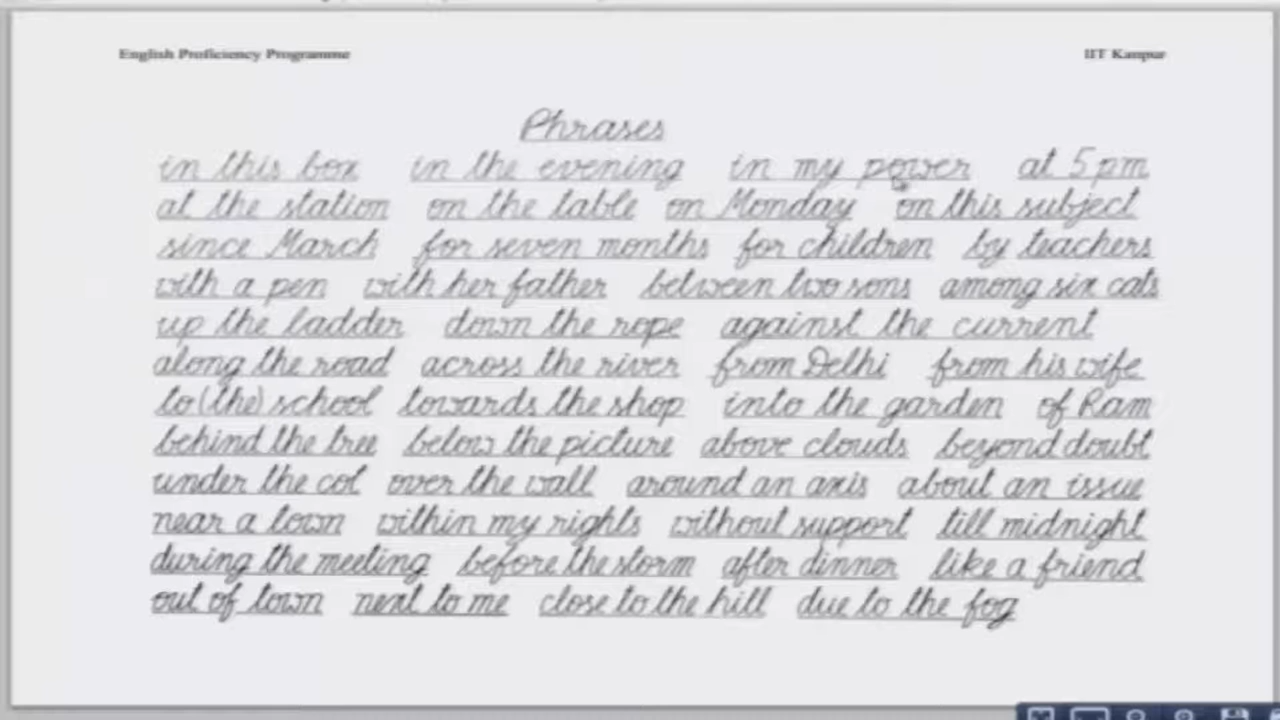 English Proficiency Programme IIT Kanpur
Phrases
in this box in the evening in my power at 5 pm
at the station on the table on Monday on this subject
since March for seven months for children by teachers
with a pen with her father between two sons among six cats
up the ladder down the rope against the current
along the road across the river from Delhi from his wife
to (the) school towards the shop into the garden of Ram
behind the tree below the picture above clouds beyond doubt
under the cot over the wall around an axis about an issue
near a town within my rights without support till midnight
during the meeting before the storm after dinner like a friend
out of town next to me close to the hill due to the fog